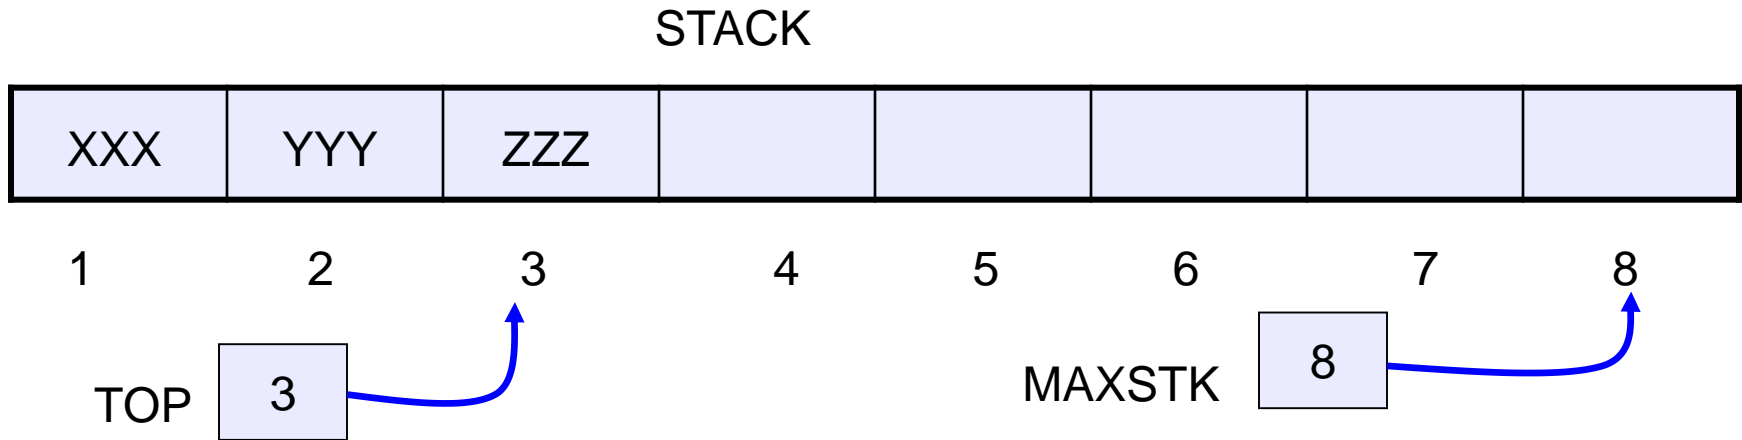 STACK
XXX YYY ZZZ
1 2 3 4 5 6 7 8
TOP 3
MAXSTK 8